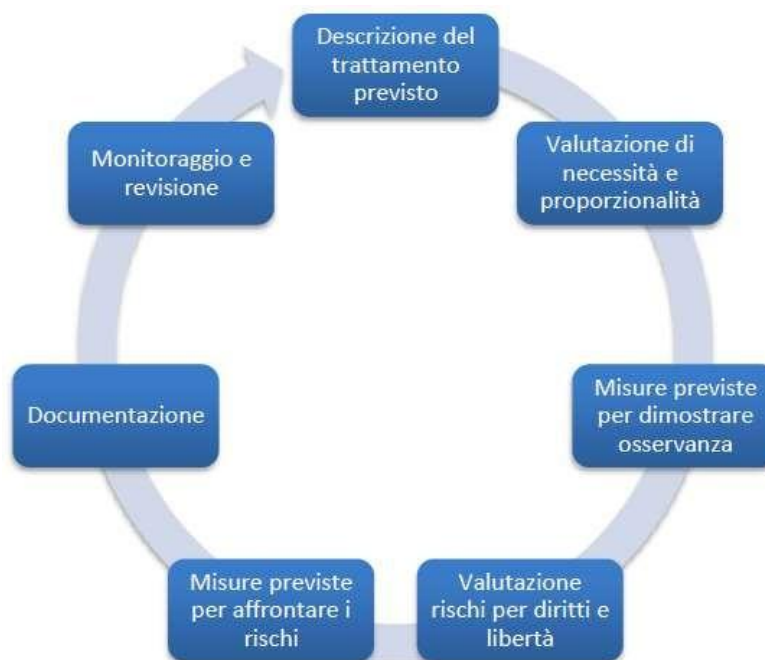 Descrizione del
trattamento
previsto
Valutazione di
necessità e
proporzionalità
Misure previste
per dimostrare
osservanza
Valutazione
rischi per diritti e
libertà
Misure previste
per affrontare i
rischi
Documentazione
Monitoraggio e
revisione